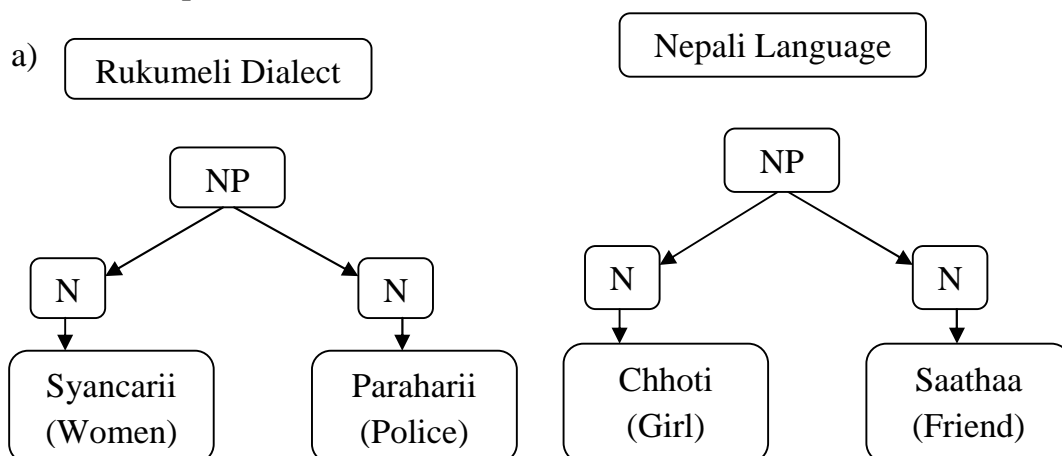 a)
Rukumeli Dialect
Nepali Language
NP
NP
N
N
N
N
Syancarii
(Women)
Paraharii
(Police)
Chhoti
(Girl)
Saathaa
(Friend)